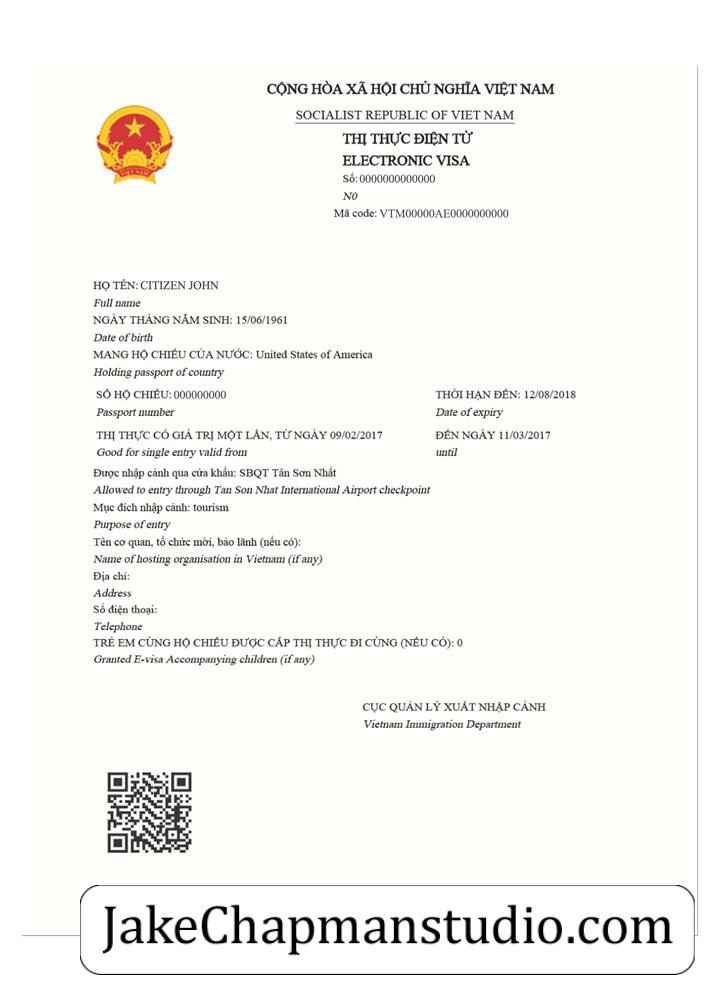 CỘNG HÒA XÃ HỘI CHỦ NGHĨA VIỆT NAM
SOCIALIST REPUBLIC OF VIET NAM
THỊ THỰC ĐIỆN TỬ
ELECTRONIC VISA
Số: 0000000000000
N0
Mã code: VTM00000AE0000000000
HỌ TÊN: CITIZEN JOHN
Full name
NGÀY THÁNG NĂM SINH: 15/06/1961
Date of birth
MANG HỘ CHIẾU CỦA NƯỚC: United States of America
Holding passport of country
SỐ HỘ CHIẾU: 000000000 THỜI HẠN ĐẾN: 12/08/2018
Passport number Date of expiry
THỊ THỰC CÓ GIÁ TRỊ MỘT LẦN, TỪ NGÀY 09/02/2017 ĐẾN NGÀY 11/03/2017
Good for single entry valid from until
Được nhập cảnh qua cửa khẩu: SBQT Tân Sơn Nhất
Allowed to entry through Tan Son Nhat International Airport checkpoint
Mục đích nhập cảnh: tourism
Purpose of entry
Tên cơ quan, tổ chức mời, bảo lãnh (nếu có):
Name of hosting organisation in Vietnam (if any)
Địa chỉ:
Address
Số điện thoại:
Telephone
TRẺ EM CÙNG HỘ CHIẾU ĐƯỢC CẤP THỊ THỰC ĐI CÙNG (NẾU CÓ): 0
Granted E-visa Accompanying children (if any)
CỤC QUẢN LÝ XUẤT NHẬP CẢNH
Vietnam Immigration Department
JakeChapmanstudio.com